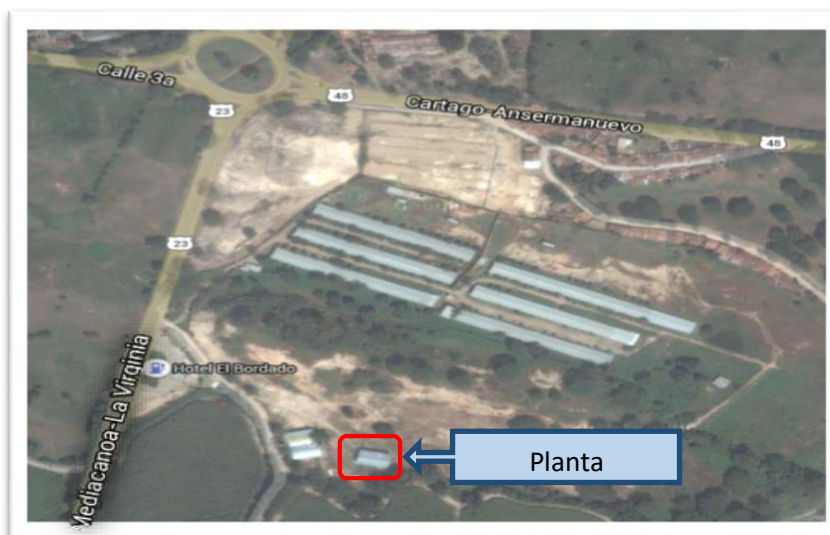 Calle 3a
23
48
Cartago-Ansermanuevo
48
23
Mediacanoa-La Virginia
Hotel El Bordado
Planta